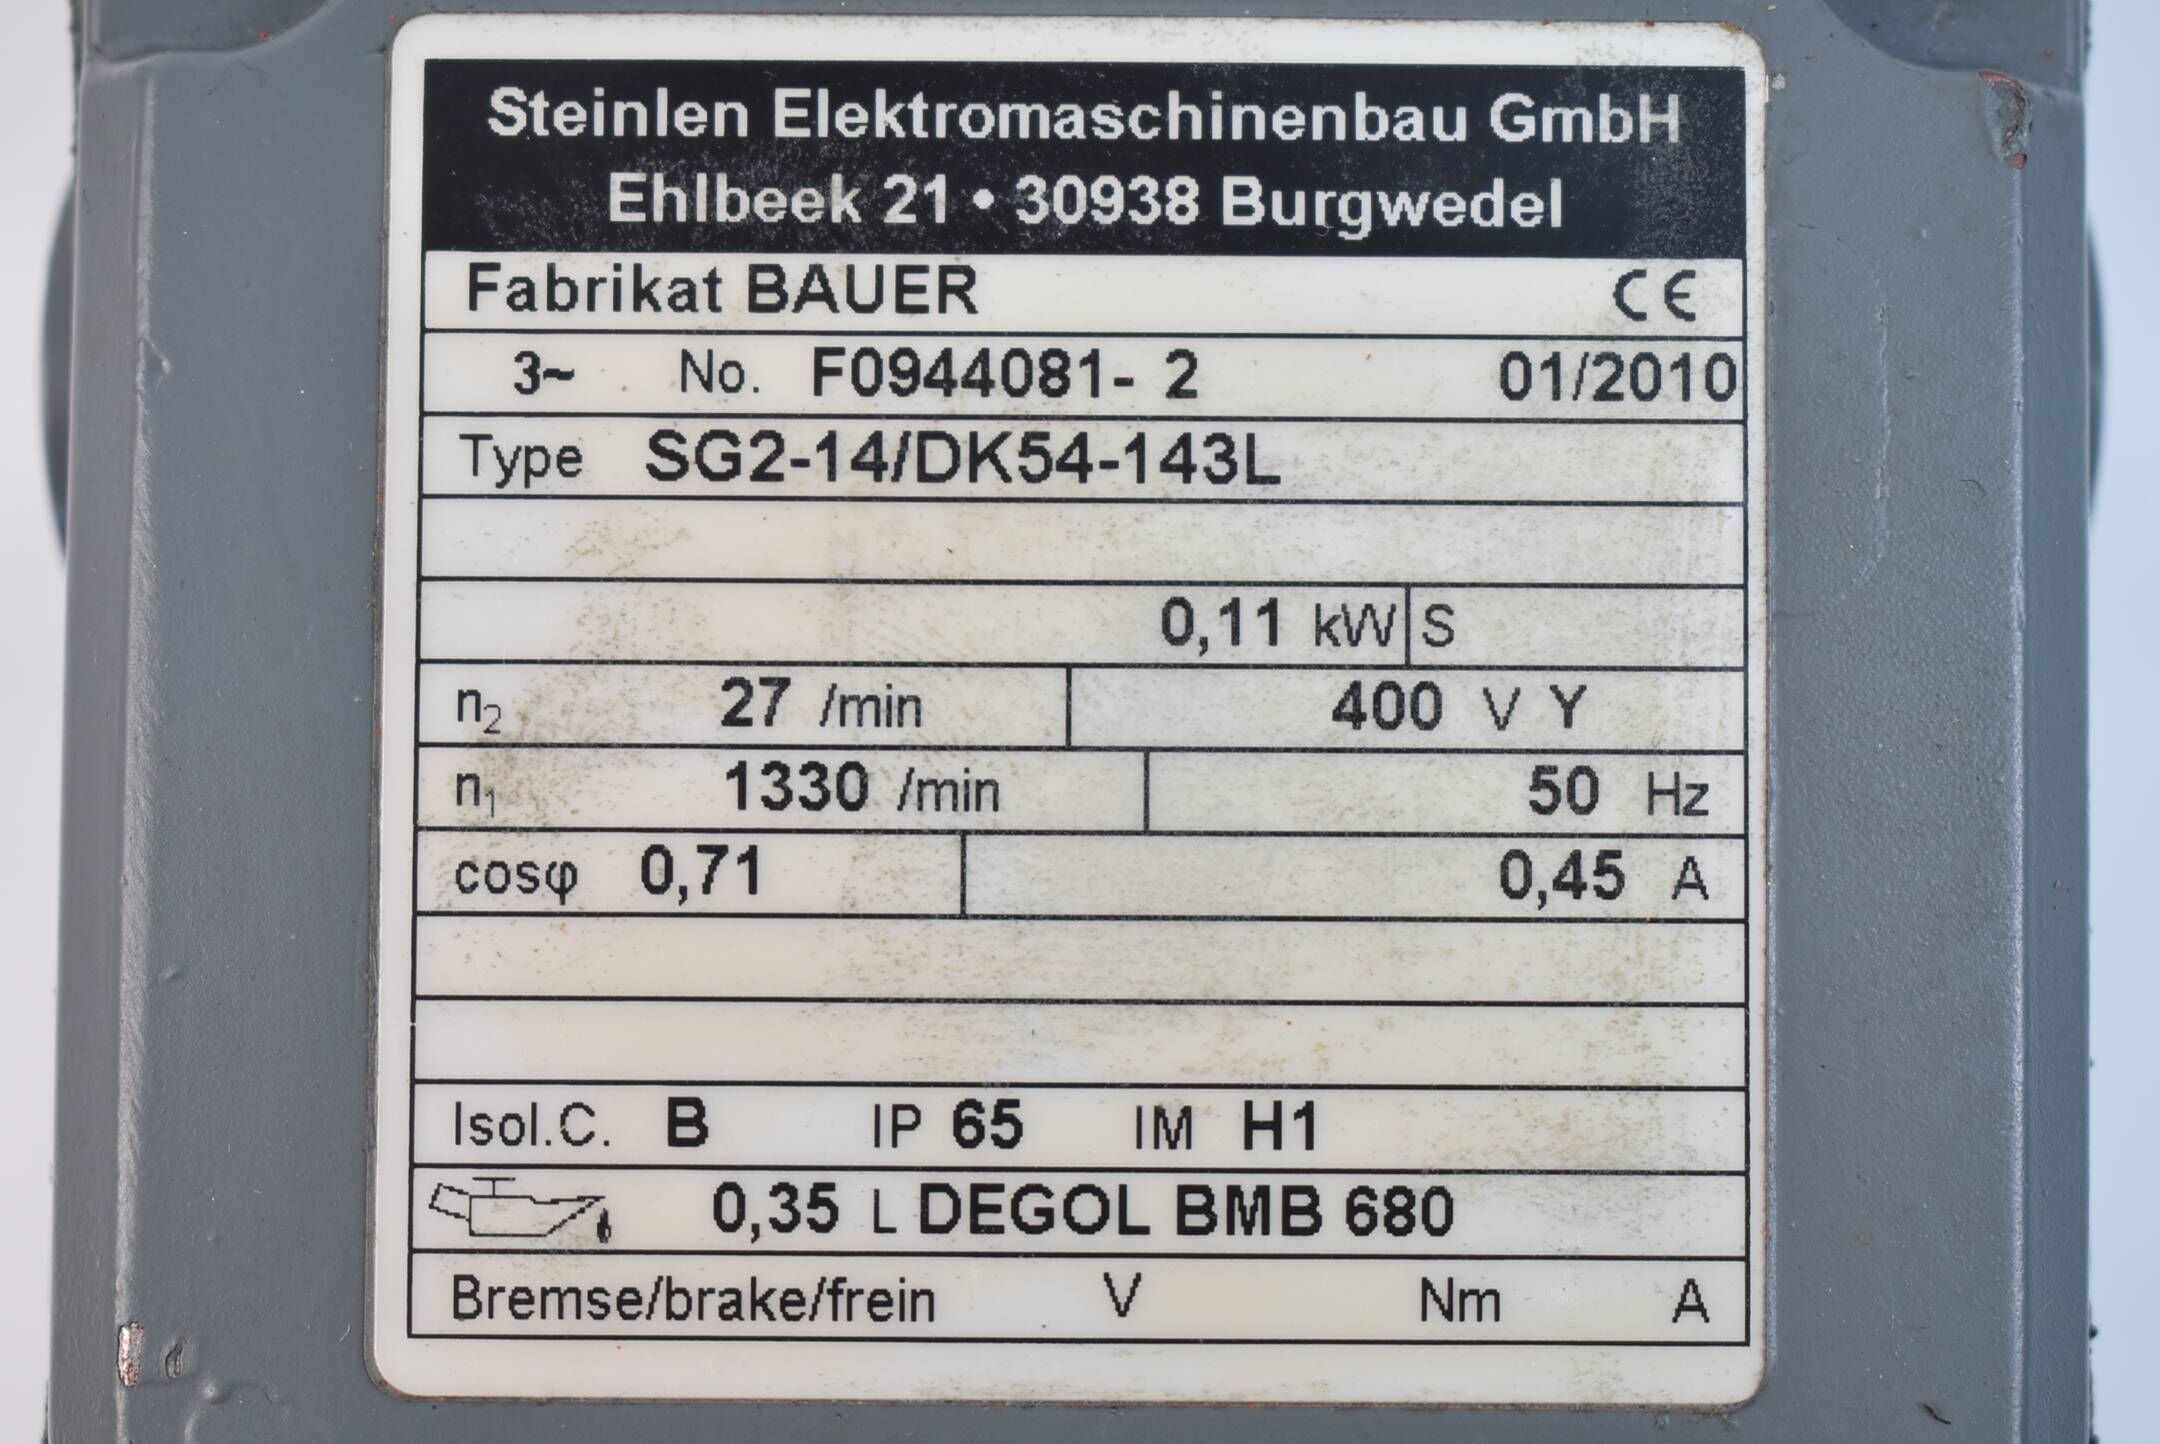 Steinlen Elektromaschinenbau GmbH
Ehlbeek 21 • 30938 Burgwedel
Fabrikat BAUER CE
3~ No. F0944081- 2 01/2010
Type SG2-14/DK54-143L
0,11 kW S
n₂ 27 /min 400 V Y
n₁ 1330 /min 50 Hz
cosφ 0,71 0,45 A
Isol.C. B IP 65 IM H1
0,35 L DEGOL BMB 680
Bremse/brake/frein V Nm A